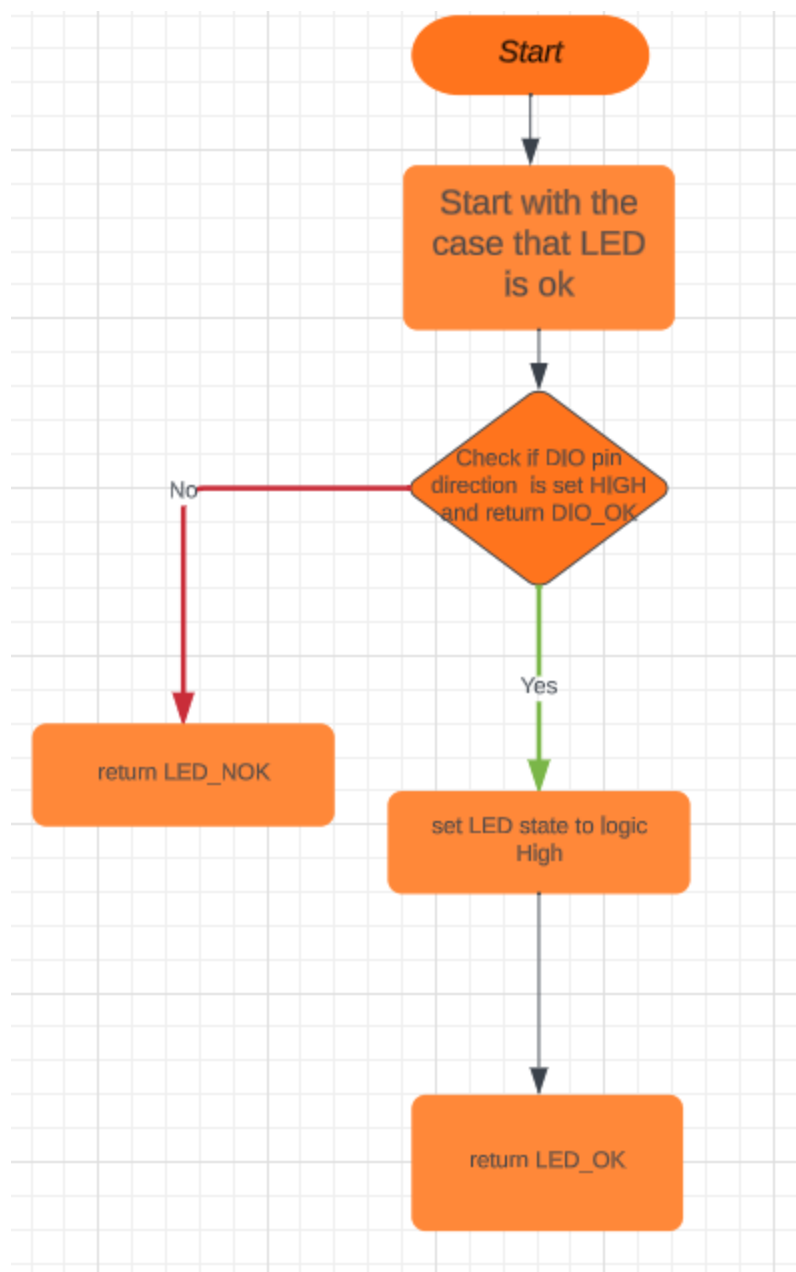 Start
Start with the
case that LED
is ok
Check if DIO pin
direction is set HIGH
and return DIO_OK
No
Yes
return LED_NOK
set LED state to logic
High
return LED_OK